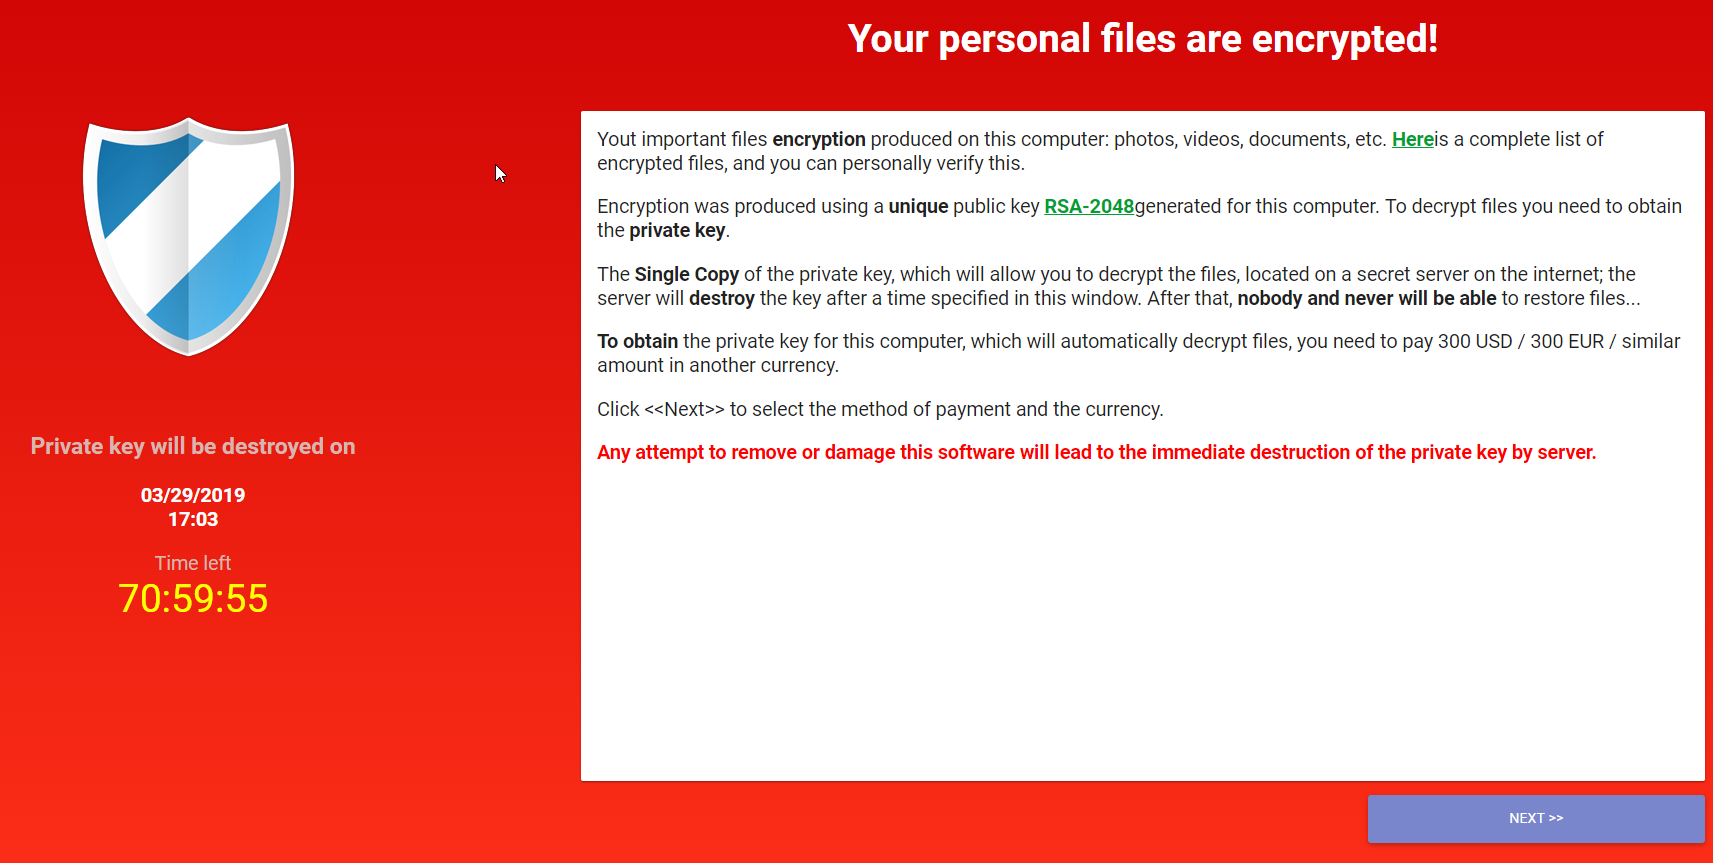 Your personal files are encrypted!
Yout important files encryption produced on this computer: photos, videos, documents, etc. Hereis a complete list of
encrypted files, and you can personally verify this.
Encryption was produced using a unique public key RSA-2048generated for this computer. To decrypt files you need to obtain
the private key.
The Single Copy of the private key, which will allow you to decrypt the files, located on a secret server on the internet; the
server will destroy the key after a time specified in this window. After that, nobody and never will be able to restore files...
To obtain the private key for this computer, which will automatically decrypt files, you need to pay 300 USD / 300 EUR / similar
amount in another currency.
Click <<Next>> to select the method of payment and the currency.
Any attempt to remove or damage this software will lead to the immediate destruction of the private key by server.
Private key will be destroyed on
03/29/2019
17:03
Time left
70:59:55
NEXT >>